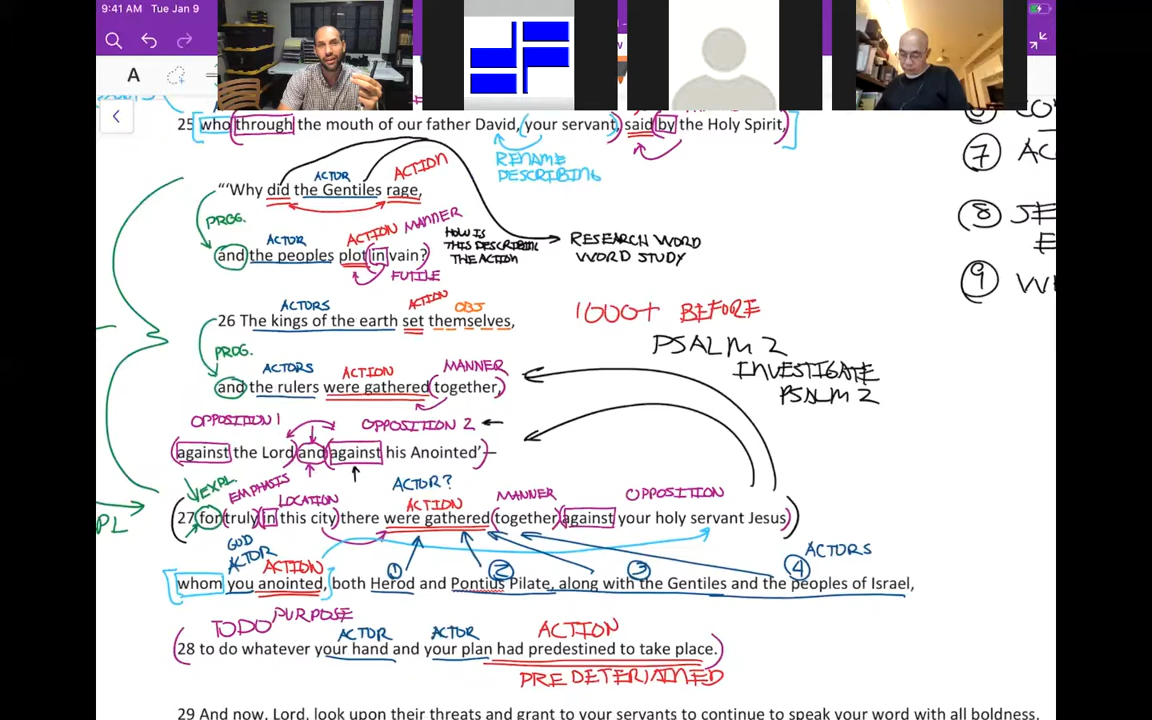 9:41 AM Tue Jan 9
A
25 who through the mouth of our father David, your servant, said by the Holy Spirit,
RENAME
DESCRIBING
ACTOR ACTION
“‘Why did the Gentiles rage,
PROG.
ACTOR ACTION MANNER
and the peoples plot in vain?
FUTILE
HOW IS
THIS DESCRIBING
THE ACTION
RESEARCH WORD
WORD STUDY
ACTORS ACTION OBJ
26 The kings of the earth set themselves,
1000+ BEFORE
PSALM 2
INVESTIGATE
PSALM 2
PROG.
ACTORS ACTION MANNER
and the rulers were gathered together,
OPPOSITION 1 OPPOSITION 2
against the Lord and against his Anointed’—
EXPL. EMPHASIS LOCATION ACTOR? ACTION MANNER OPPOSITION
27 for truly in this city there were gathered together against your holy servant Jesus
PL
GOD
ACTOR ACTION 1 2 3 4 ACTORS
whom you anointed, both Herod and Pontius Pilate, along with the Gentiles and the peoples of Israel,
TO DO PURPOSE ACTOR ACTOR ACTION
28 to do whatever your hand and your plan had predestined to take place.
PREDETERIAINED
29 And now, Lord, look upon their threats and grant to your servants to continue to speak your word with all boldness,
7 AC
8 SE
E
9 W